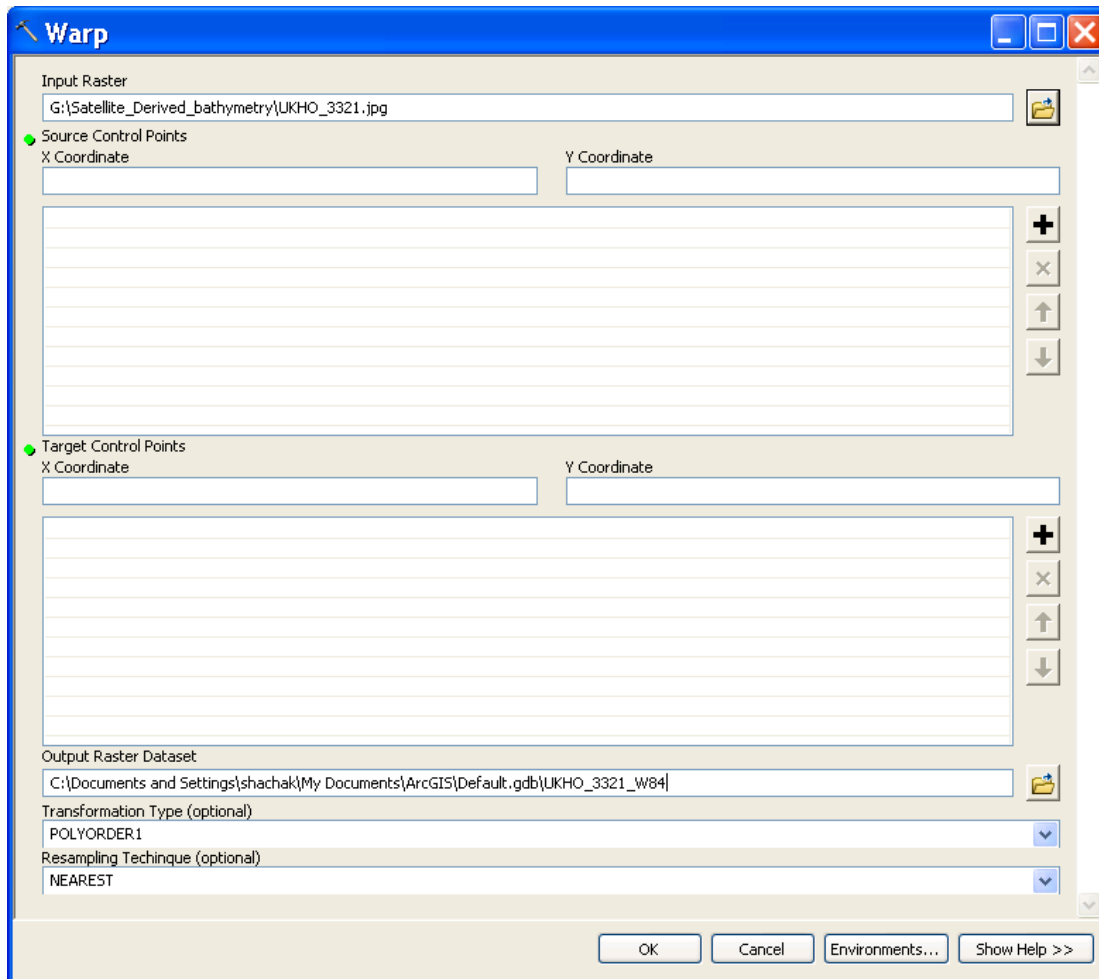 Warp
Input Raster
G:\Satellite_Derived_bathymetry\UKHO_3321.jpg
Source Control Points
X Coordinate Y Coordinate
Target Control Points
X Coordinate Y Coordinate
Output Raster Dataset
C:\Documents and Settings\shachak\My Documents\ArcGIS\Default.gdb\UKHO_3321_W84
Transformation Type (optional)
POLYORDER1
Resampling Techinque (optional)
NEAREST
OK Cancel Environments... Show Help >>